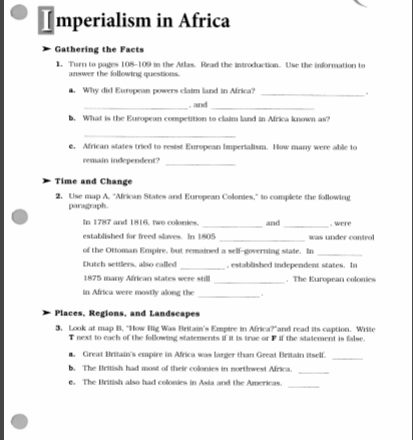 Imperialism in Africa
➤ Gathering the Facts
1. Turn to pages 108–109 in the Atlas. Read the introduction. Use the information to
answer the following questions.
a. Why did European powers claim land in Africa? ____________________,
____________________, and ____________________
b. What is the European competition to claim land in Africa known as?
______________________________
c. African states tried to resist European Imperialism. How many were able to
remain independent? ______________
➤ Time and Change
2. Use map A, "African States and European Colonies," to complete the following
paragraph.
In 1787 and 1816, two colonies, ____________ and ____________, were
established for freed slaves. In 1805 ________________ was under control
of the Ottoman Empire, but remained a self-governing state. In ____________
Dutch settlers, also called _________, established independent states. In
1875 many African states were still ______________. The European colonies
in Africa were mostly along the ____________.
➤ Places, Regions, and Landscapes
3. Look at map B, "How Big Was Britain's Empire in Africa?" and read its caption. Write
T next to each of the following statements if it is true or F if the statement is false.
a. Great Britain's empire in Africa was larger than Great Britain itself. ______
b. The British had most of their colonies in northwest Africa. ______
c. The British also had colonies in Asia and the Americas. ______